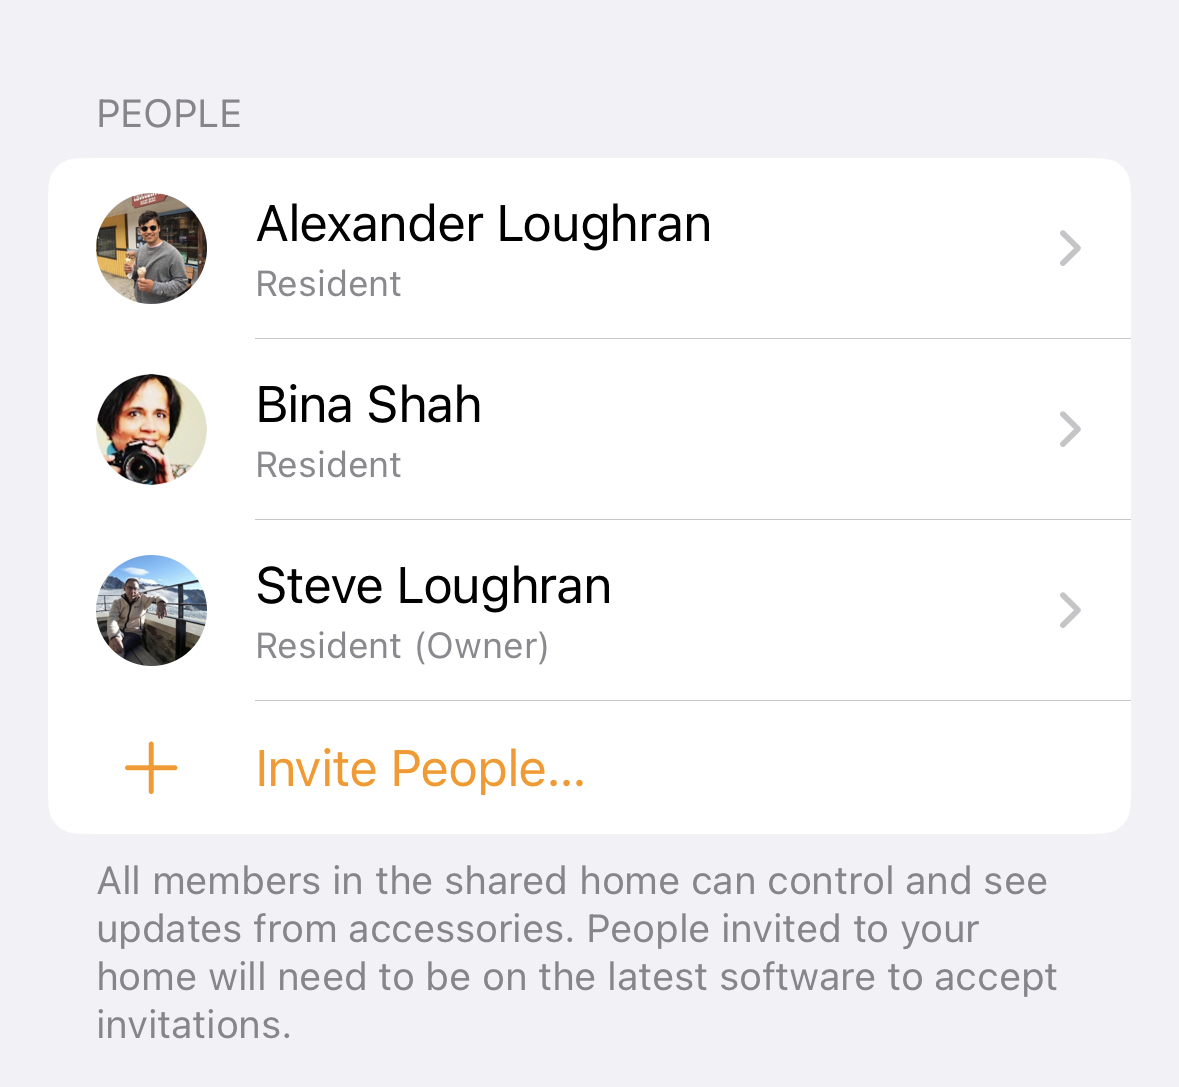 PEOPLE
Alexander Loughran
Resident
Bina Shah
Resident
Steve Loughran
Resident (Owner)
Invite People...
All members in the shared home can control and see
updates from accessories. People invited to your
home will need to be on the latest software to accept
invitations.